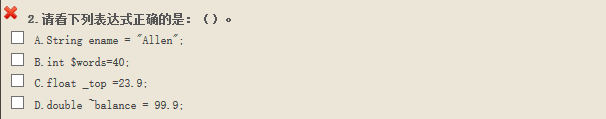 2.请看下列表达式正确的是:()。
A.String ename = "Allen";
B.int $words=40;
C.float _top =23.9;
D.double ~balance = 99.9;